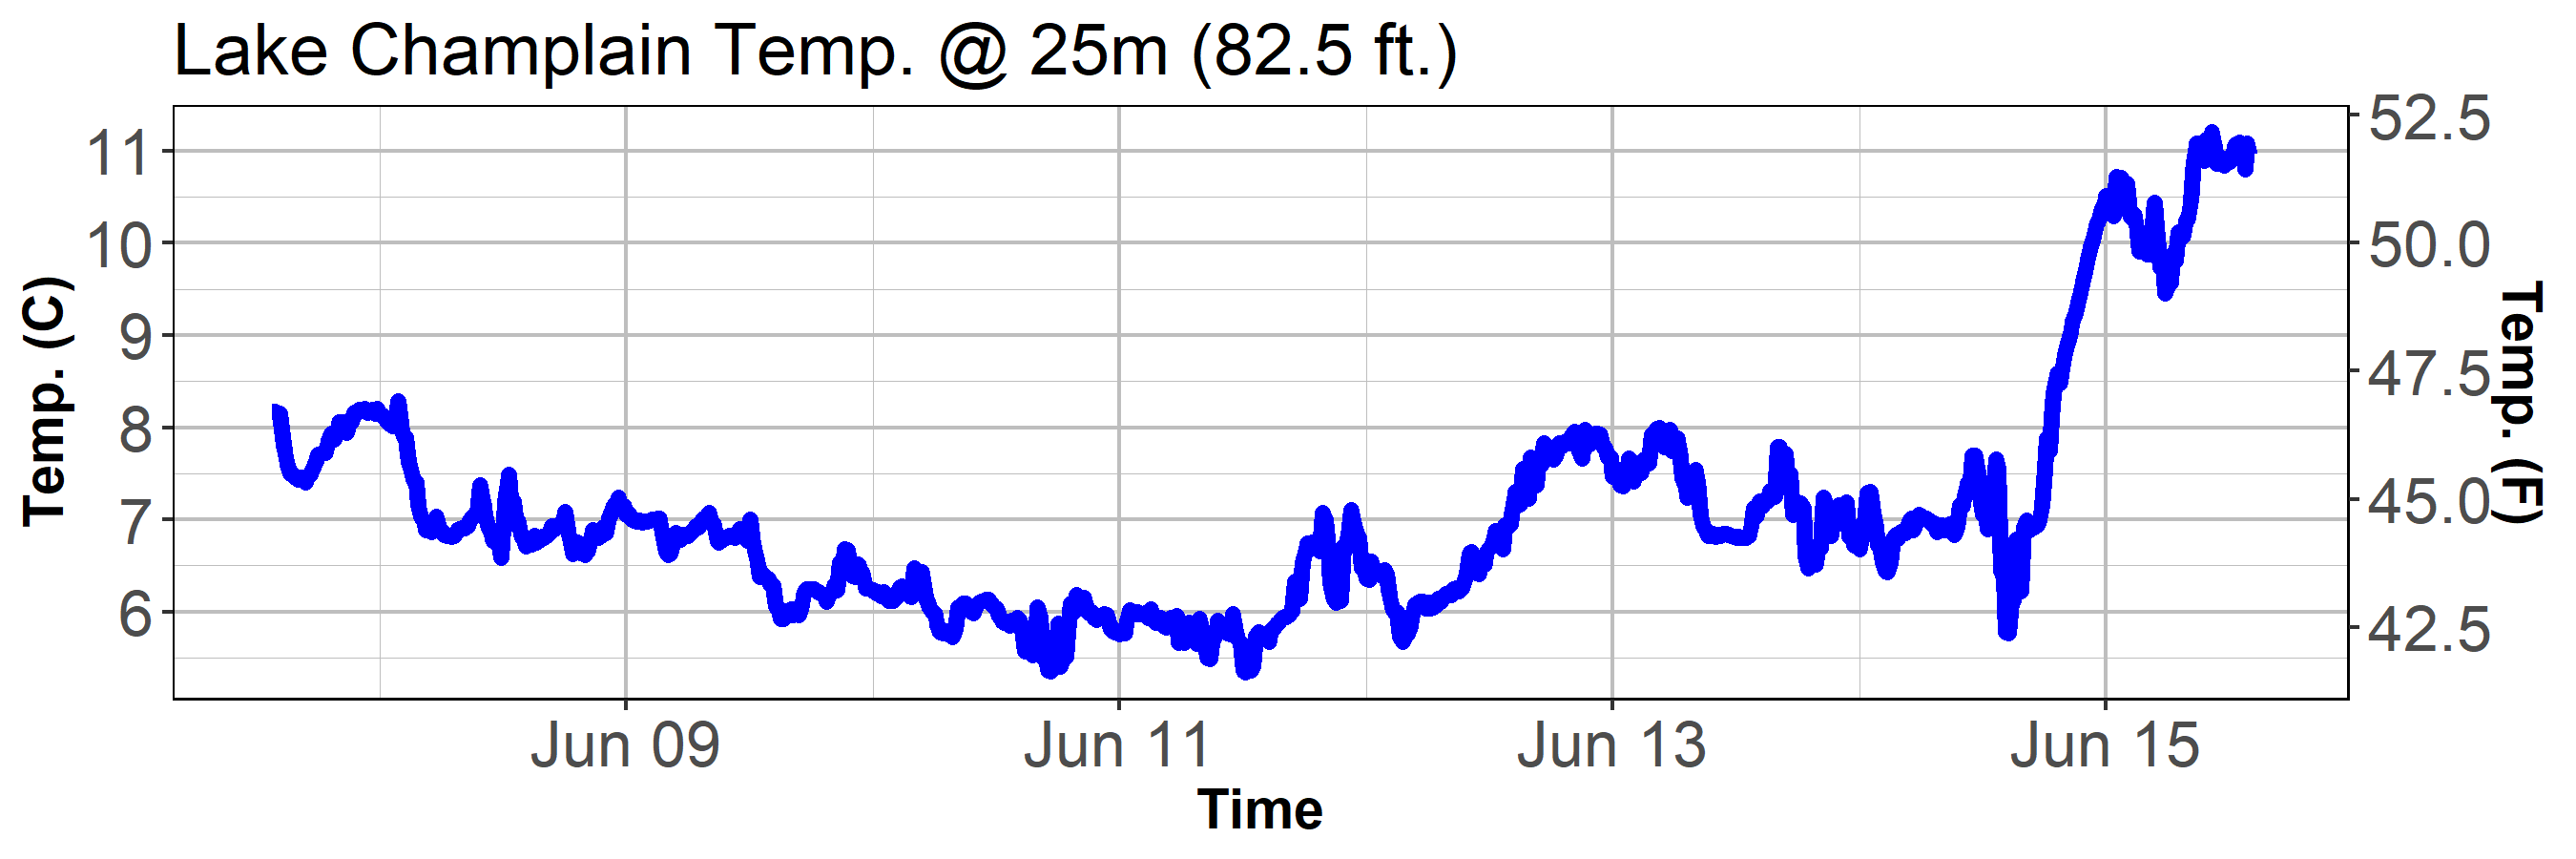 Lake Champlain Temp. @ 25m (82.5 ft.)
Temp. (C)
11
10
9
8
7
6
52.5
50.0
47.5
45.0
42.5
Temp. (F)
Jun 09 Jun 11 Jun 13 Jun 15
Time